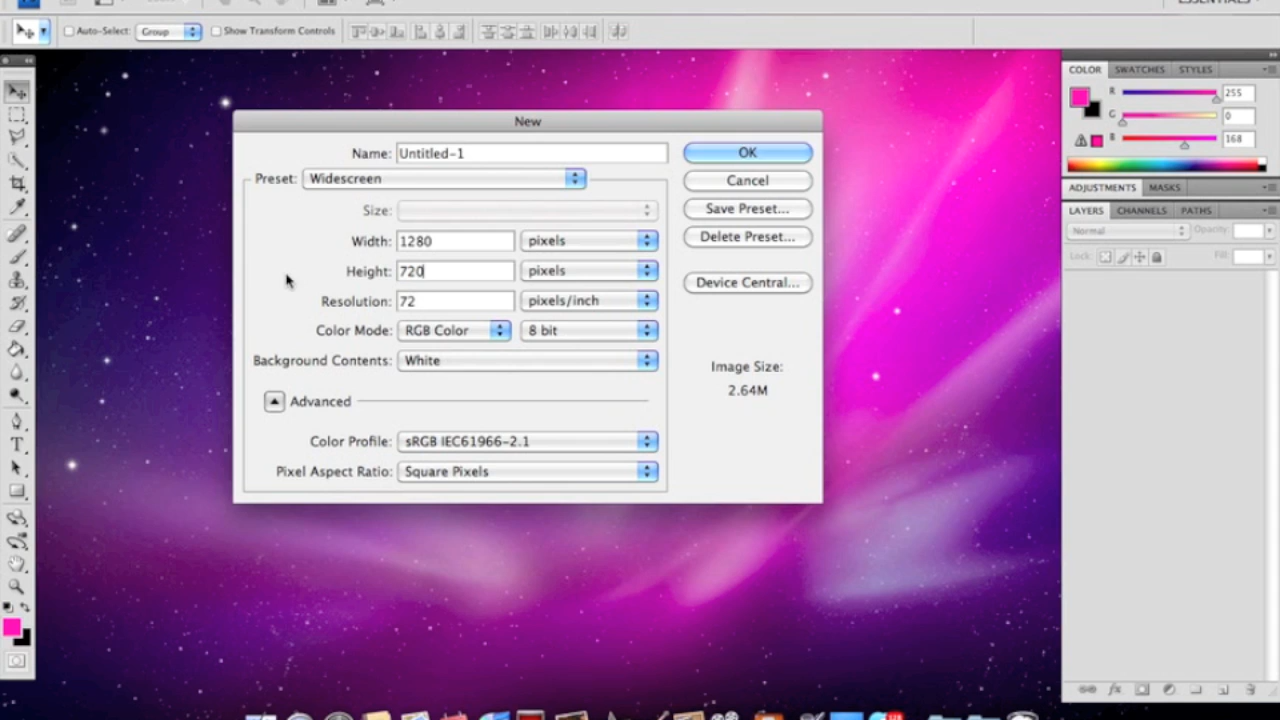 ESSENTIALS
Auto-Select: Group Show Transform Controls
COLOR SWATCHES STYLES
R 255
G 0
B 168
ADJUSTMENTS MASKS
LAYERS CHANNELS PATHS
Normal Opacity:
Lock: Fill:
New
Name: Untitled-1
OK
Preset: Widescreen
Cancel
Size:
Save Preset...
Width: 1280 pixels
Delete Preset...
Height: 720 pixels
Device Central...
Resolution: 72 pixels/inch
Color Mode: RGB Color 8 bit
Background Contents: White
Image Size:
2.64M
Advanced
Color Profile: sRGB IEC61966-2.1
Pixel Aspect Ratio: Square Pixels
T
fx